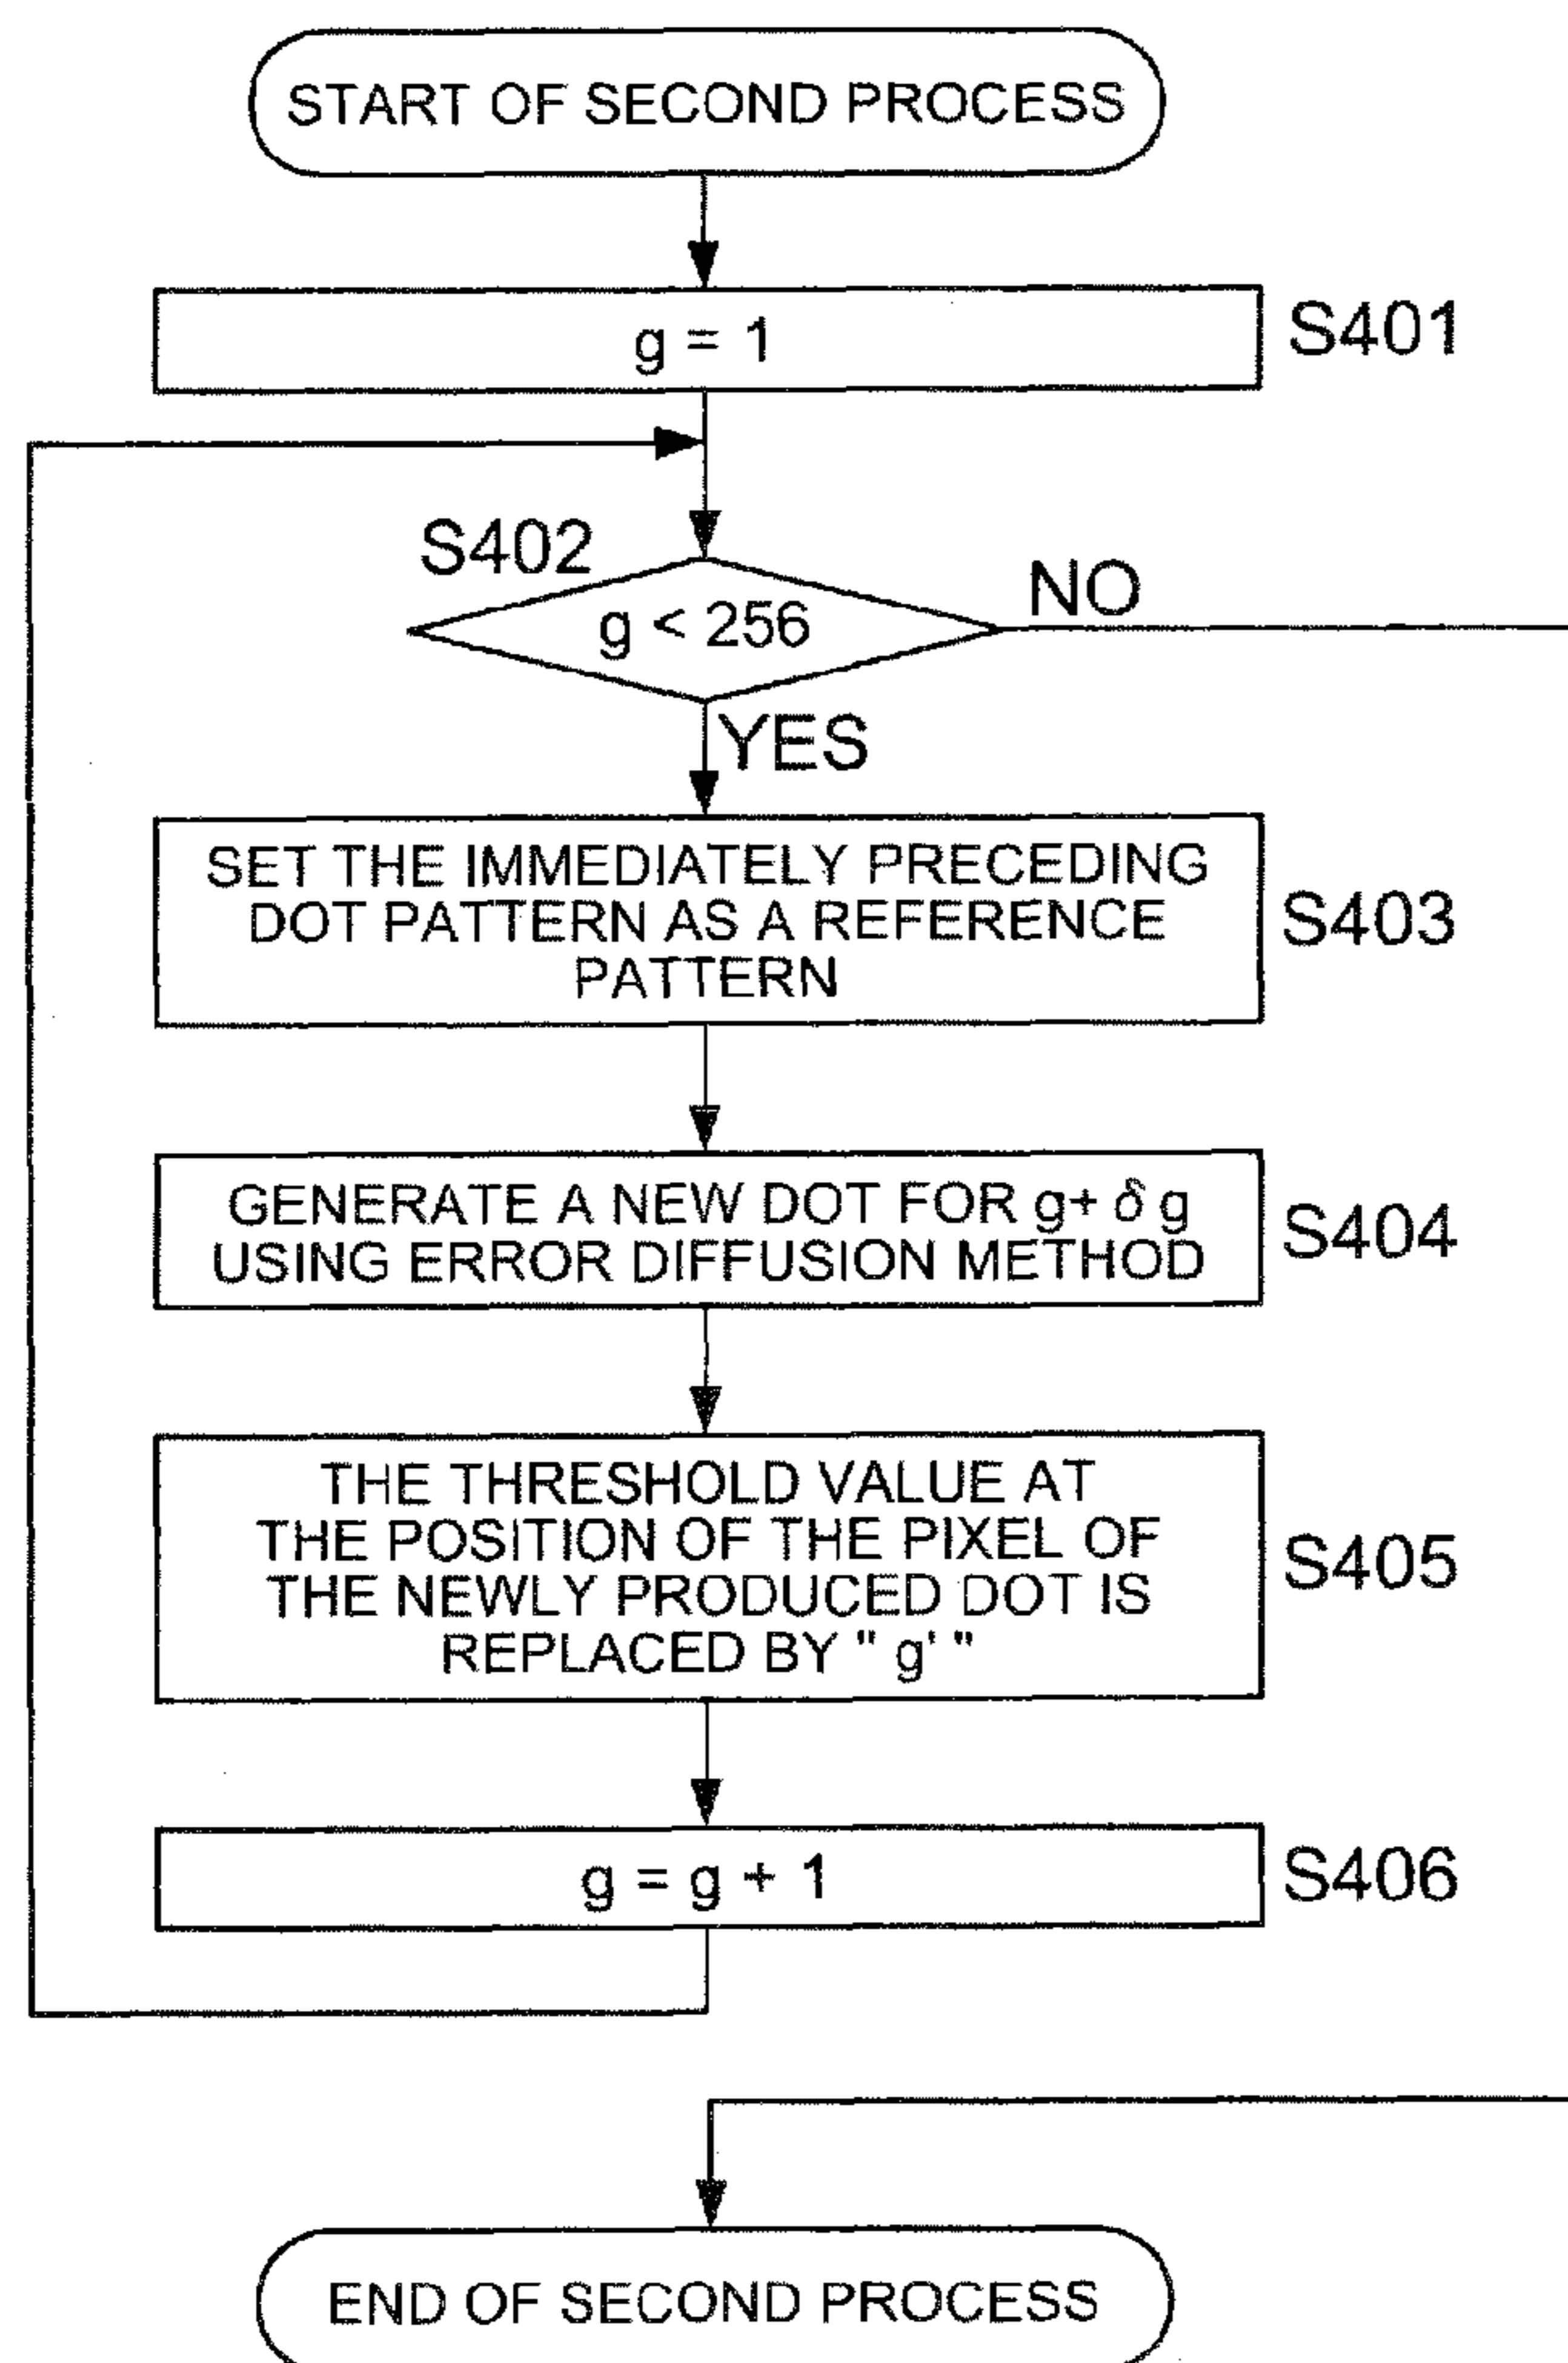 START OF SECOND PROCESS
g = 1
S401
S402
g < 256
NO
YES
SET THE IMMEDIATELY PRECEDING
DOT PATTERN AS A REFERENCE
PATTERN
S403
GENERATE A NEW DOT FOR g+ δ g
USING ERROR DIFFUSION METHOD
S404
THE THRESHOLD VALUE AT
THE POSITION OF THE PIXEL OF
THE NEWLY PRODUCED DOT IS
REPLACED BY " g' "
S405
g = g + 1
S406
END OF SECOND PROCESS